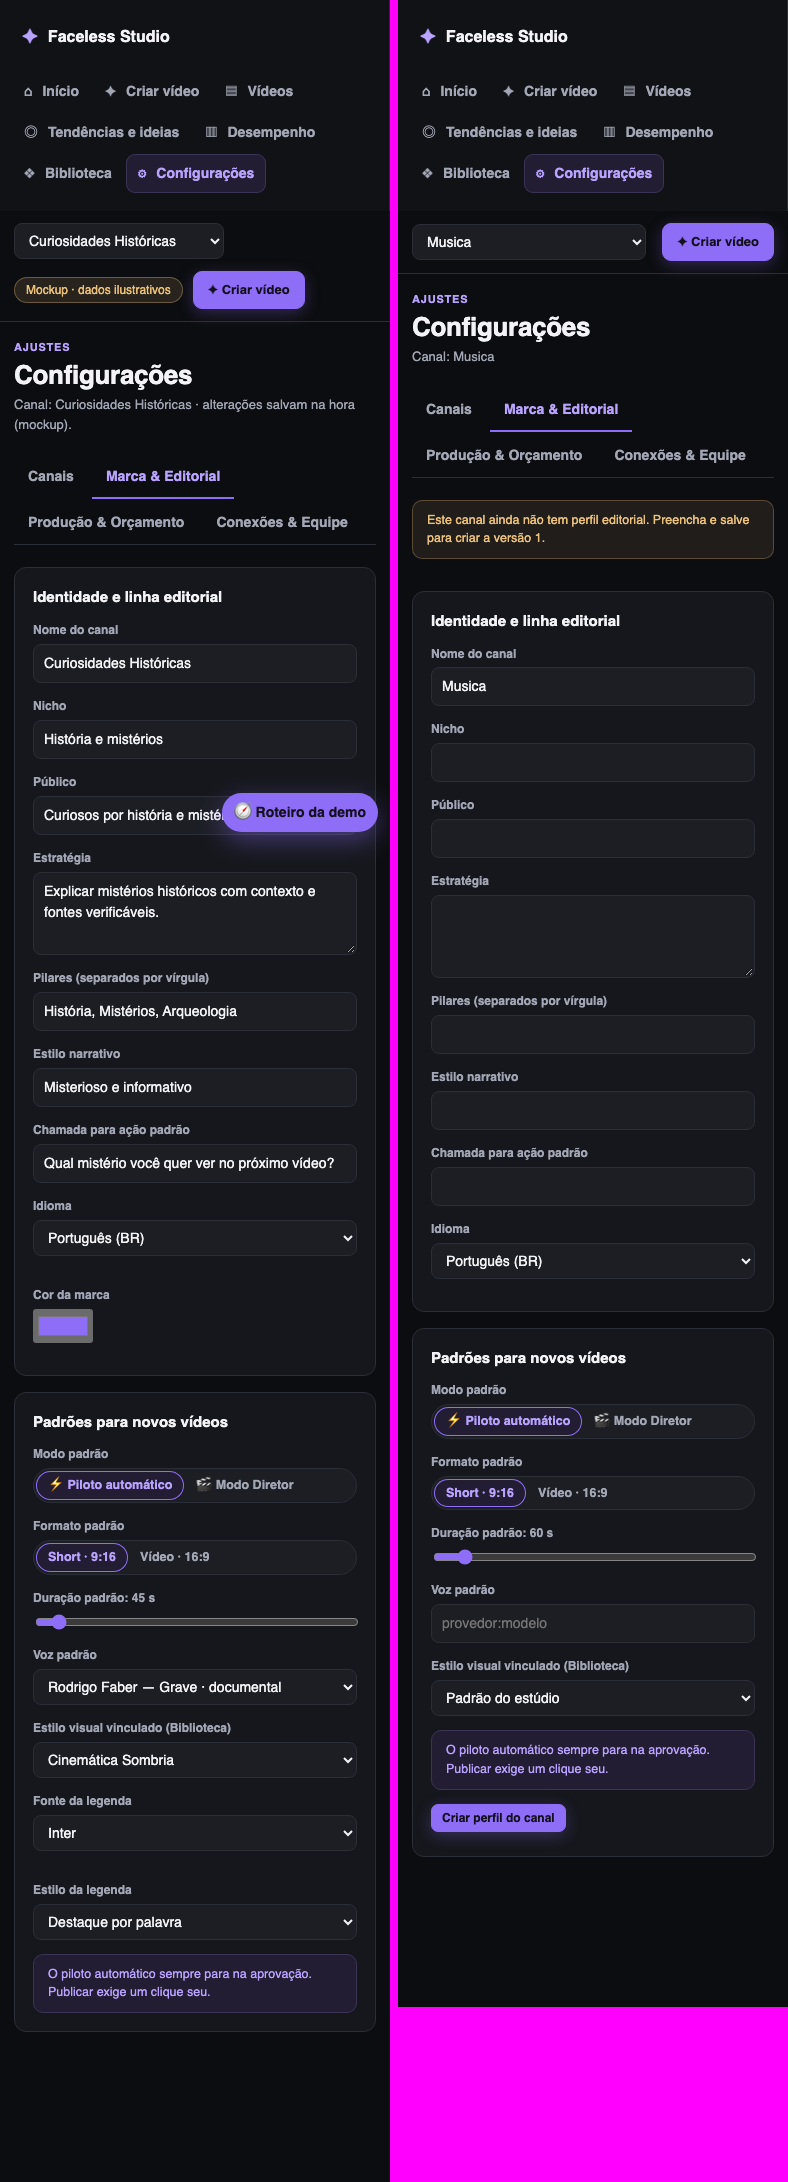 Faceless Studio
Início
Criar vídeo
Vídeos
Tendências e ideias
Desempenho
Biblioteca
Configurações
Curiosidades Históricas
Mockup · dados ilustrativos
Criar vídeo
AJUSTES
Configurações
Canal: Curiosidades Históricas · alterações salvam na hora
(mockup).
Canais
Marca & Editorial
Produção & Orçamento
Conexões & Equipe
Identidade e linha editorial
Nome do canal
Curiosidades Históricas
Nicho
História e mistérios
Público
Curiosos por história e misté
Roteiro da demo
Estratégia
Explicar mistérios históricos com contexto e
fontes verificáveis.
Pilares (separados por vírgula)
História, Mistérios, Arqueologia
Estilo narrativo
Misterioso e informativo
Chamada para ação padrão
Qual mistério você quer ver no próximo vídeo?
Idioma
Português (BR)
Cor da marca
Padrões para novos vídeos
Modo padrão
Piloto automático
Modo Diretor
Formato padrão
Short · 9:16
Vídeo · 16:9
Duração padrão: 45 s
Voz padrão
Rodrigo Faber — Grave · documental
Estilo visual vinculado (Biblioteca)
Cinemática Sombria
Fonte da legenda
Inter
Estilo da legenda
Destaque por palavra
O piloto automático sempre para na aprovação.
Publicar exige um clique seu.
Faceless Studio
Início
Criar vídeo
Vídeos
Tendências e ideias
Desempenho
Biblioteca
Configurações
Musica
Criar vídeo
AJUSTES
Configurações
Canal: Musica
Canais
Marca & Editorial
Produção & Orçamento
Conexões & Equipe
Este canal ainda não tem perfil editorial. Preencha e salve
para criar a versão 1.
Identidade e linha editorial
Nome do canal
Musica
Nicho
Público
Estratégia
Pilares (separados por vírgula)
Estilo narrativo
Chamada para ação padrão
Idioma
Português (BR)
Padrões para novos vídeos
Modo padrão
Piloto automático
Modo Diretor
Formato padrão
Short · 9:16
Vídeo · 16:9
Duração padrão: 60 s
Voz padrão
provedor:modelo
Estilo visual vinculado (Biblioteca)
Padrão do estúdio
O piloto automático sempre para na aprovação.
Publicar exige um clique seu.
Criar perfil do canal